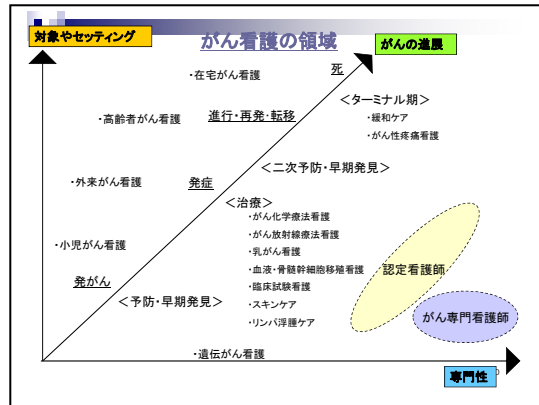 対象やセッティング
がん看護の領域
がんの進展
死
・在宅がん看護
＜ターミナル期＞
・緩和ケア
・がん性疼痛看護
進行・再発・転移
・高齢者がん看護
＜二次予防・早期発見＞
発症
・外来がん看護
＜治療＞
・がん化学療法看護
・がん放射線療法看護
・乳がん看護
・血液・骨髄幹細胞移植看護
・臨床試験看護
・スキンケア
・リンパ浮腫ケア
・小児がん看護
認定看護師
発がん
＜予防・早期発見＞
がん専門看護師
・遺伝がん看護
専門性